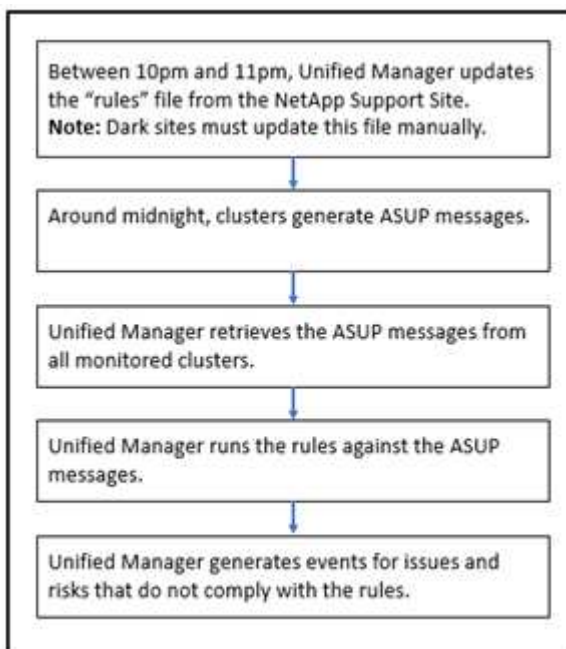 Between 10pm and 11pm, Unified Manager updates
the “rules” file from the NetApp Support Site.
Note: Dark sites must update this file manually.
Around midnight, clusters generate ASUP messages.
Unified Manager retrieves the ASUP messages from
all monitored clusters.
Unified Manager runs the rules against the ASUP
messages.
Unified Manager generates events for issues and
risks that do not comply with the rules.